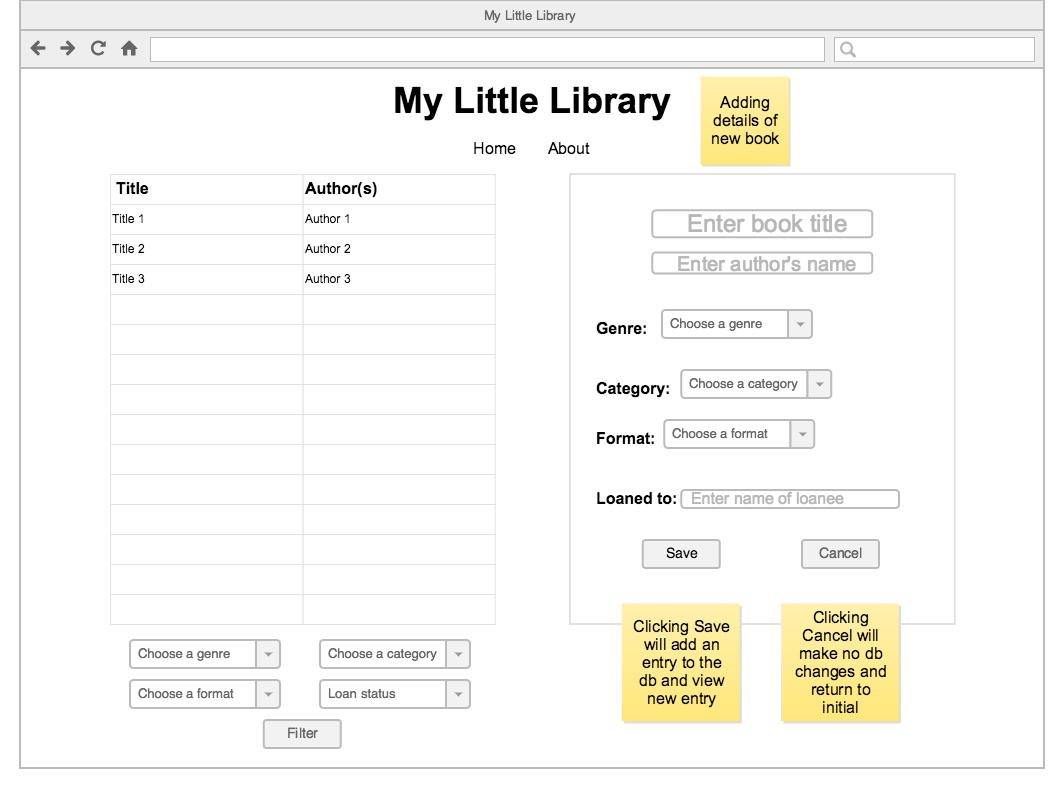 My Little Library
My Little Library
Adding
details of
new book
Home About
Title Author(s)
Title 1 Author 1
Title 2 Author 2
Title 3 Author 3
Choose a genre Choose a category
Choose a format Loan status
Filter
Enter book title
Enter author's name
Genre: Choose a genre
Category: Choose a category
Format: Choose a format
Loaned to: Enter name of loanee
Save Cancel
Clicking Save
will add an
entry to the
db and view
new entry
Clicking
Cancel will
make no db
changes and
return to
initial